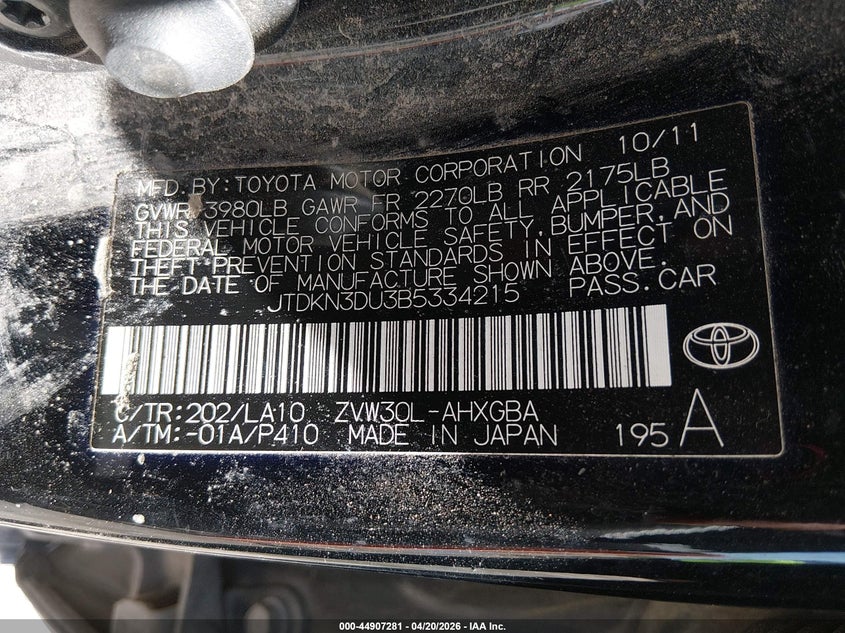 MFD. BY: TOYOTA MOTOR CORPORATION 10/11
GVWR 3980LB GAWR FR 2270LB RR 2175LB
THIS VEHICLE CONFORMS TO ALL APPLICABLE
FEDERAL MOTOR VEHICLE SAFETY, BUMPER, AND
THEFT PREVENTION STANDARDS IN EFFECT ON
THE DATE OF MANUFACTURE SHOWN ABOVE.
JTDKN3DU3B5334215 PASS. CAR
C/TR: 202/LA10 ZVW30L-AHXGBA
A/TM: -01A/P410 MADE IN JAPAN 195 A
000-44907281 - 04/20/2026 - IAA Inc.